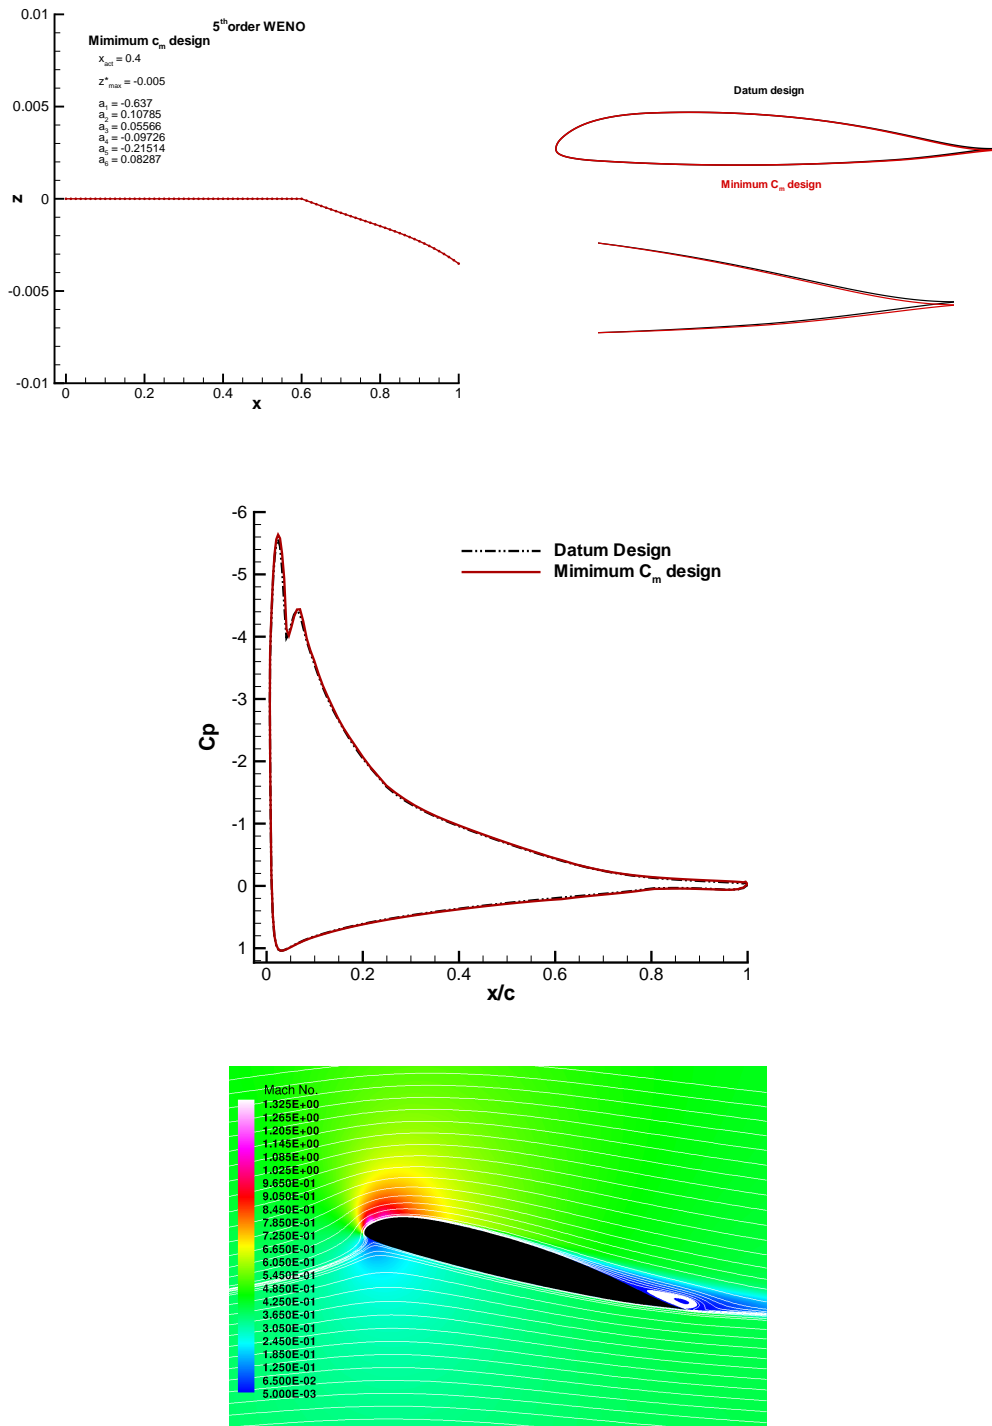 5th order WENO
Mimimum cm design
xact = 0.4
z*max = -0.005
a1 = -0.637
a2 = 0.10785
a3 = 0.05566
a4 = -0.09726
a5 = -0.21514
a6 = 0.08287
0.01
0.005
0
-0.005
-0.01
z
0 0.2 0.4 0.6 0.8 1
x
Datum design
Minimum Cm design
-6
-5
-4
-3
-2
-1
0
1
Cp
Datum Design
Mimimum Cm design
0 0.2 0.4 0.6 0.8 1
x/c
Mach No.
1.325E+00
1.265E+00
1.205E+00
1.145E+00
1.085E+00
1.025E+00
9.650E-01
9.050E-01
8.450E-01
7.850E-01
7.250E-01
6.650E-01
6.050E-01
5.450E-01
4.850E-01
4.250E-01
3.650E-01
3.050E-01
2.450E-01
1.850E-01
1.250E-01
6.500E-02
5.000E-03